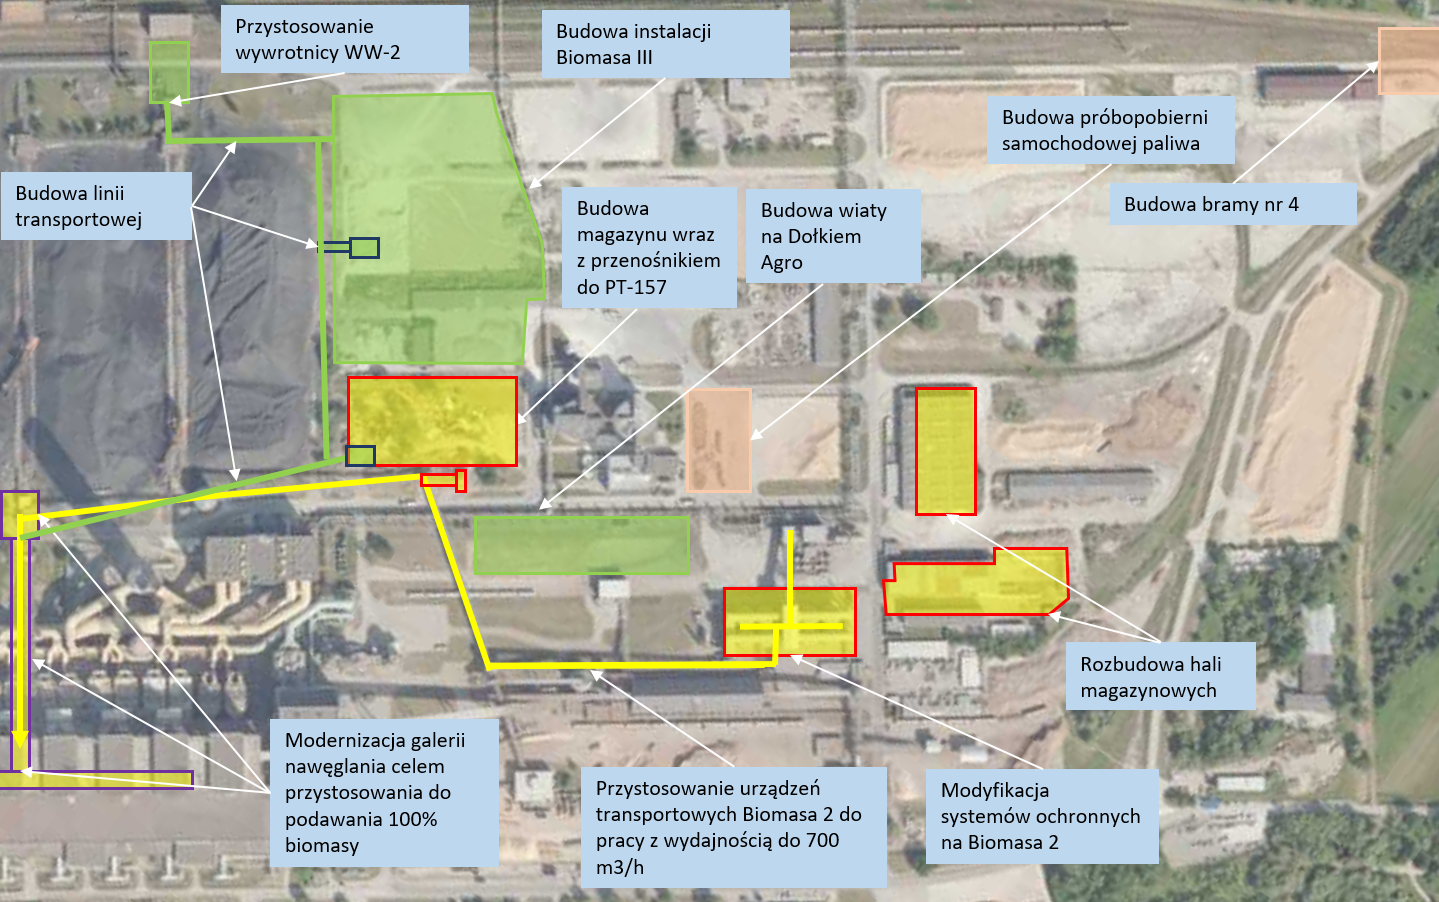 Przystosowanie
wywrotnicy WW-2
Budowa instalacji
Biomasa III
Budowa próbopobierni
samochodowej paliwa
Budowa linii
transportowej
Budowa
magazynu wraz
z przenośnikiem
do PT-157
Budowa wiaty
na Dołkiem
Agro
Budowa bramy nr 4
Rozbudowa hali
magazynowych
Modernizacja galerii
nawęglania celem
przystosowania do
podawania 100%
biomasy
Przystosowanie urządzeń
transportowych Biomasa 2 do
pracy z wydajnością do 700
m3/h
Modyfikacja
systemów ochronnych
na Biomasa 2